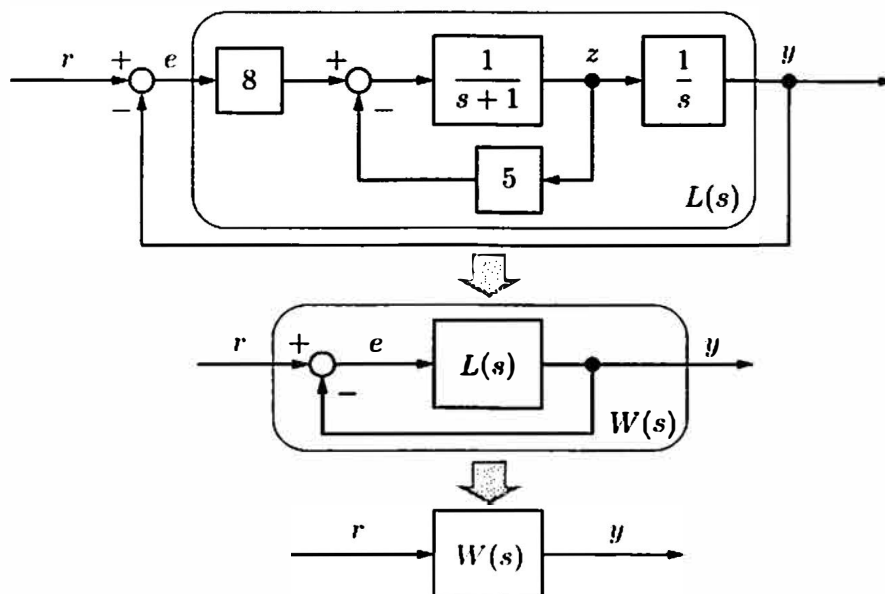 r + e 8 + 1 z 1 y
s + 1 s
− −
5
L(s)
r + e L(s) y
−
W(s)
r W(s) y